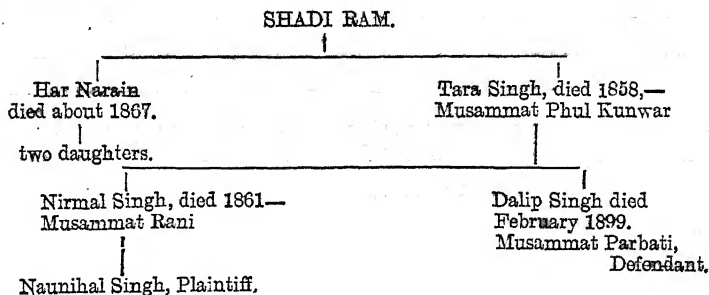 SHADI RAM.
Har Narain
died about 1867.
two daughters.
Tara Singh, died 1858,—
Musammat Phul Kunwar
Nirmal Singh, died 1861—
Musammat Rani
Naunihal Singh, Plaintiff.
Dalip Singh died
February 1899.
Musammat Parbati,
Defendant.